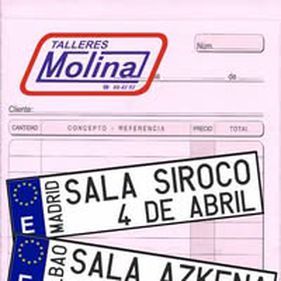 TALLERES
Molina
Núm.
a de
Cliente:
CANTIDAD CONCEPTO - REFERENCIA PRECIO TOTAL
E MADRID SALA SIROCO
4 DE ABRIL
BILBAO SALA AZKENA